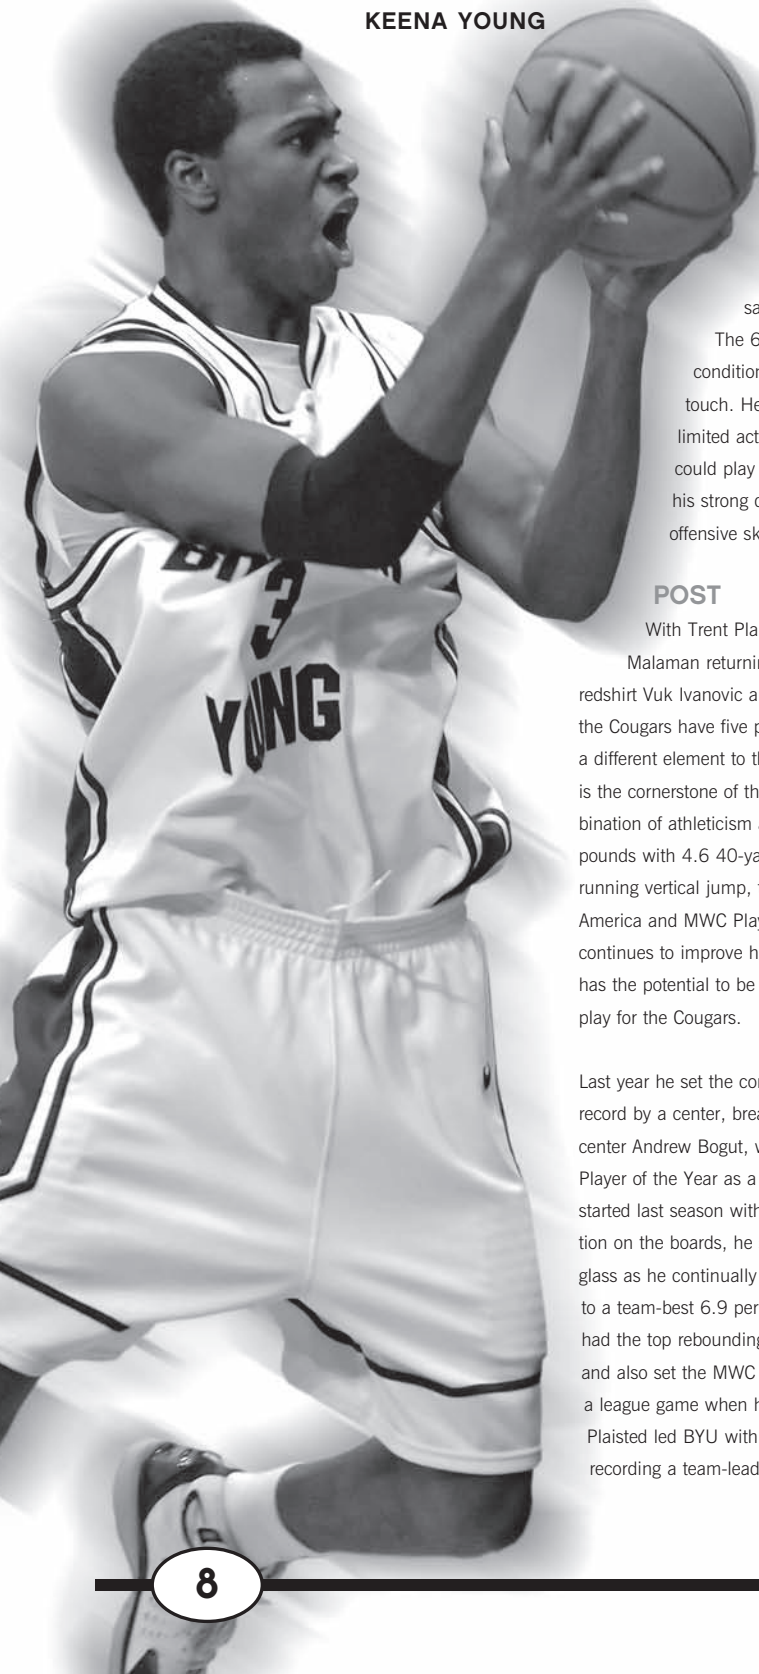 KEENA YOUNG
3
YOUNG
sa
The 6
condition
touch. He
limited act
could play
his strong d
offensive sk
POST
With Trent Pla
Malaman returnin
redshirt Vuk Ivanovic a
the Cougars have five p
a different element to th
is the cornerstone of th
bination of athleticism
pounds with 4.6 40-ya
running vertical jump,
America and MWC Play
continues to improve h
has the potential to be
play for the Cougars.
Last year he set the con
record by a center, brea
center Andrew Bogut, w
Player of the Year as a
started last season with
tion on the boards, he
glass as he continually
to a team-best 6.9 per
had the top rebounding
and also set the MWC
a league game when h
Plaisted led BYU with
recording a team-lead
8